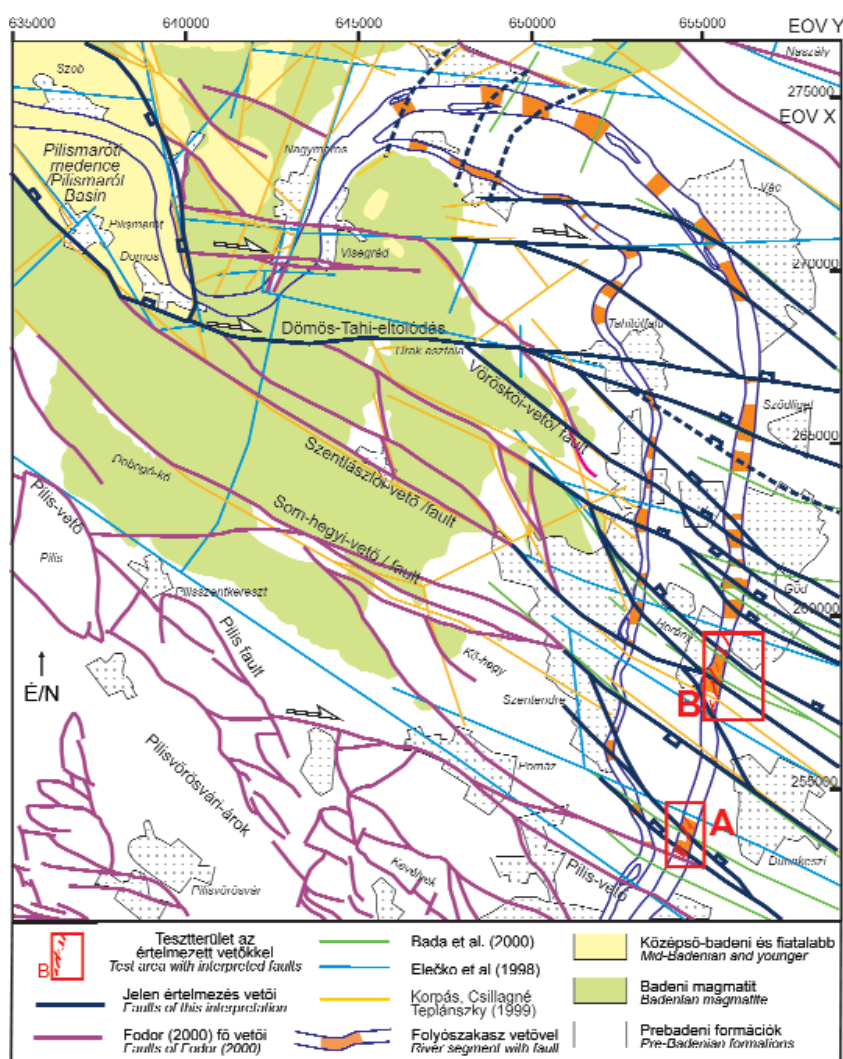 635000
640000
645000
650000
655000
EOV Y
Naszály
Szob
275000
EOV X
Nagymaros
Pilismaróti
medence
/Pilismarót
Basin
Vác
Pilismarót
Dömös
Visegrád
270000
Dömös-Tahi-eltolódás
Tahitótfalu
Urak asztala
Vöröskői-vető/ fault
Sződliget
265000
Dobogó-kő
Szentlászlói-vető /fault
Som-hegyi-vető / fault
Pilis-vető
Pilis
Pilisszentkereszt
Göd
260000
Horány
Pilis fault
Kő-hegy
É/N
Szentendre
B
Pilisvörösvári-árok
Pomáz
255000
A
Dunakeszi
Pilis-vető
Kevélyek
Pilisvörösvár
B
Tesztterület az
értelmezett vetőkkel
Test area with interpreted faults
Jelen értelmezés vetői
Faults of this interpretation
Fodor (2000) fő vetői
Faults of Fodor (2000)
Bada et al. (2000)
Elečko et al (1998)
Korpás, Csillagné
Teplánszky (1999)
Folyószakasz vetővel
River segment with fault
Középső-badeni és fiatalabb
Mid-Badenian and younger
Badeni magmatit
Badenian magmatite
Prebadeni formációk
Pre-Badenian formations